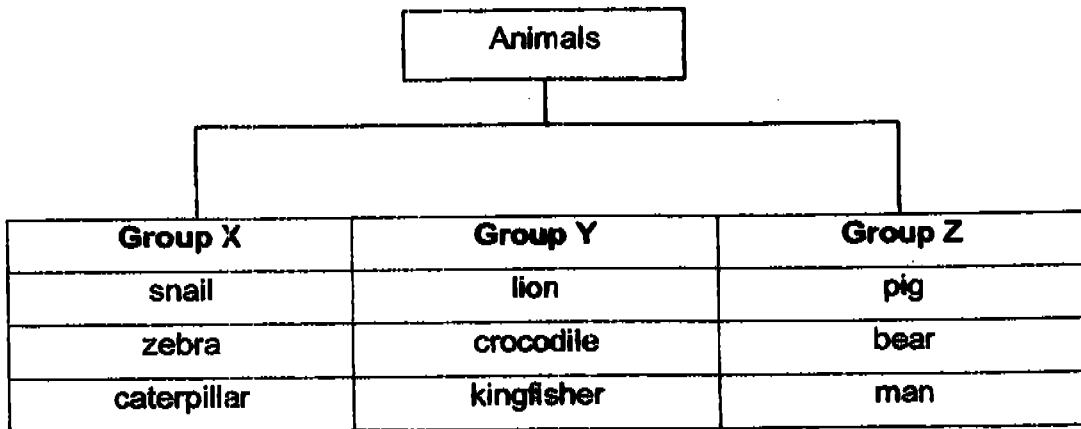 Animals
Group X Group Y Group Z
snail lion pig
zebra crocodile bear
caterpillar kingfisher man